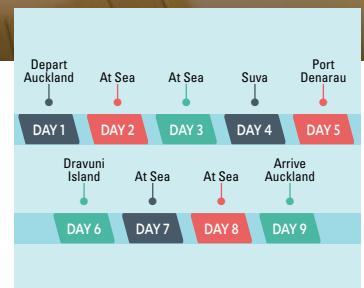 Depart
Auckland
At Sea
At Sea
Suva
Port
Denarau
DAY 1
DAY 2
DAY 3
DAY 4
DAY 5
Dravuni
Island
At Sea
At Sea
Arrive
Auckland
DAY 6
DAY 7
DAY 8
DAY 9